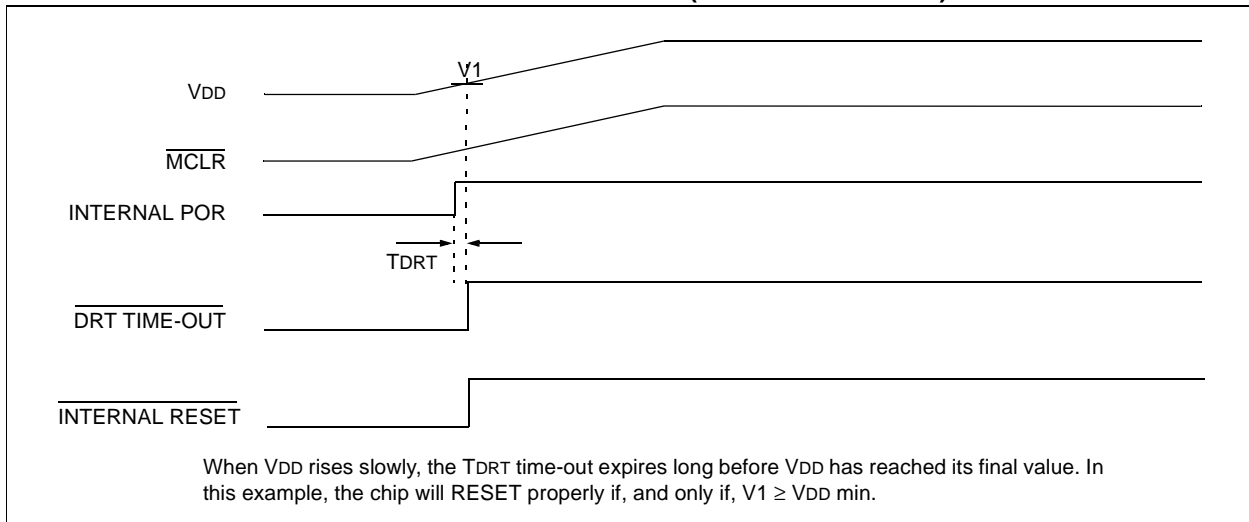 V1
VDD
MCLR
INTERNAL POR
TDRT
DRT TIME-OUT
INTERNAL RESET
When VDD rises slowly, the TDRT time-out expires long before VDD has reached its final value. In
this example, the chip will RESET properly if, and only if, V1 ≥ VDD min.